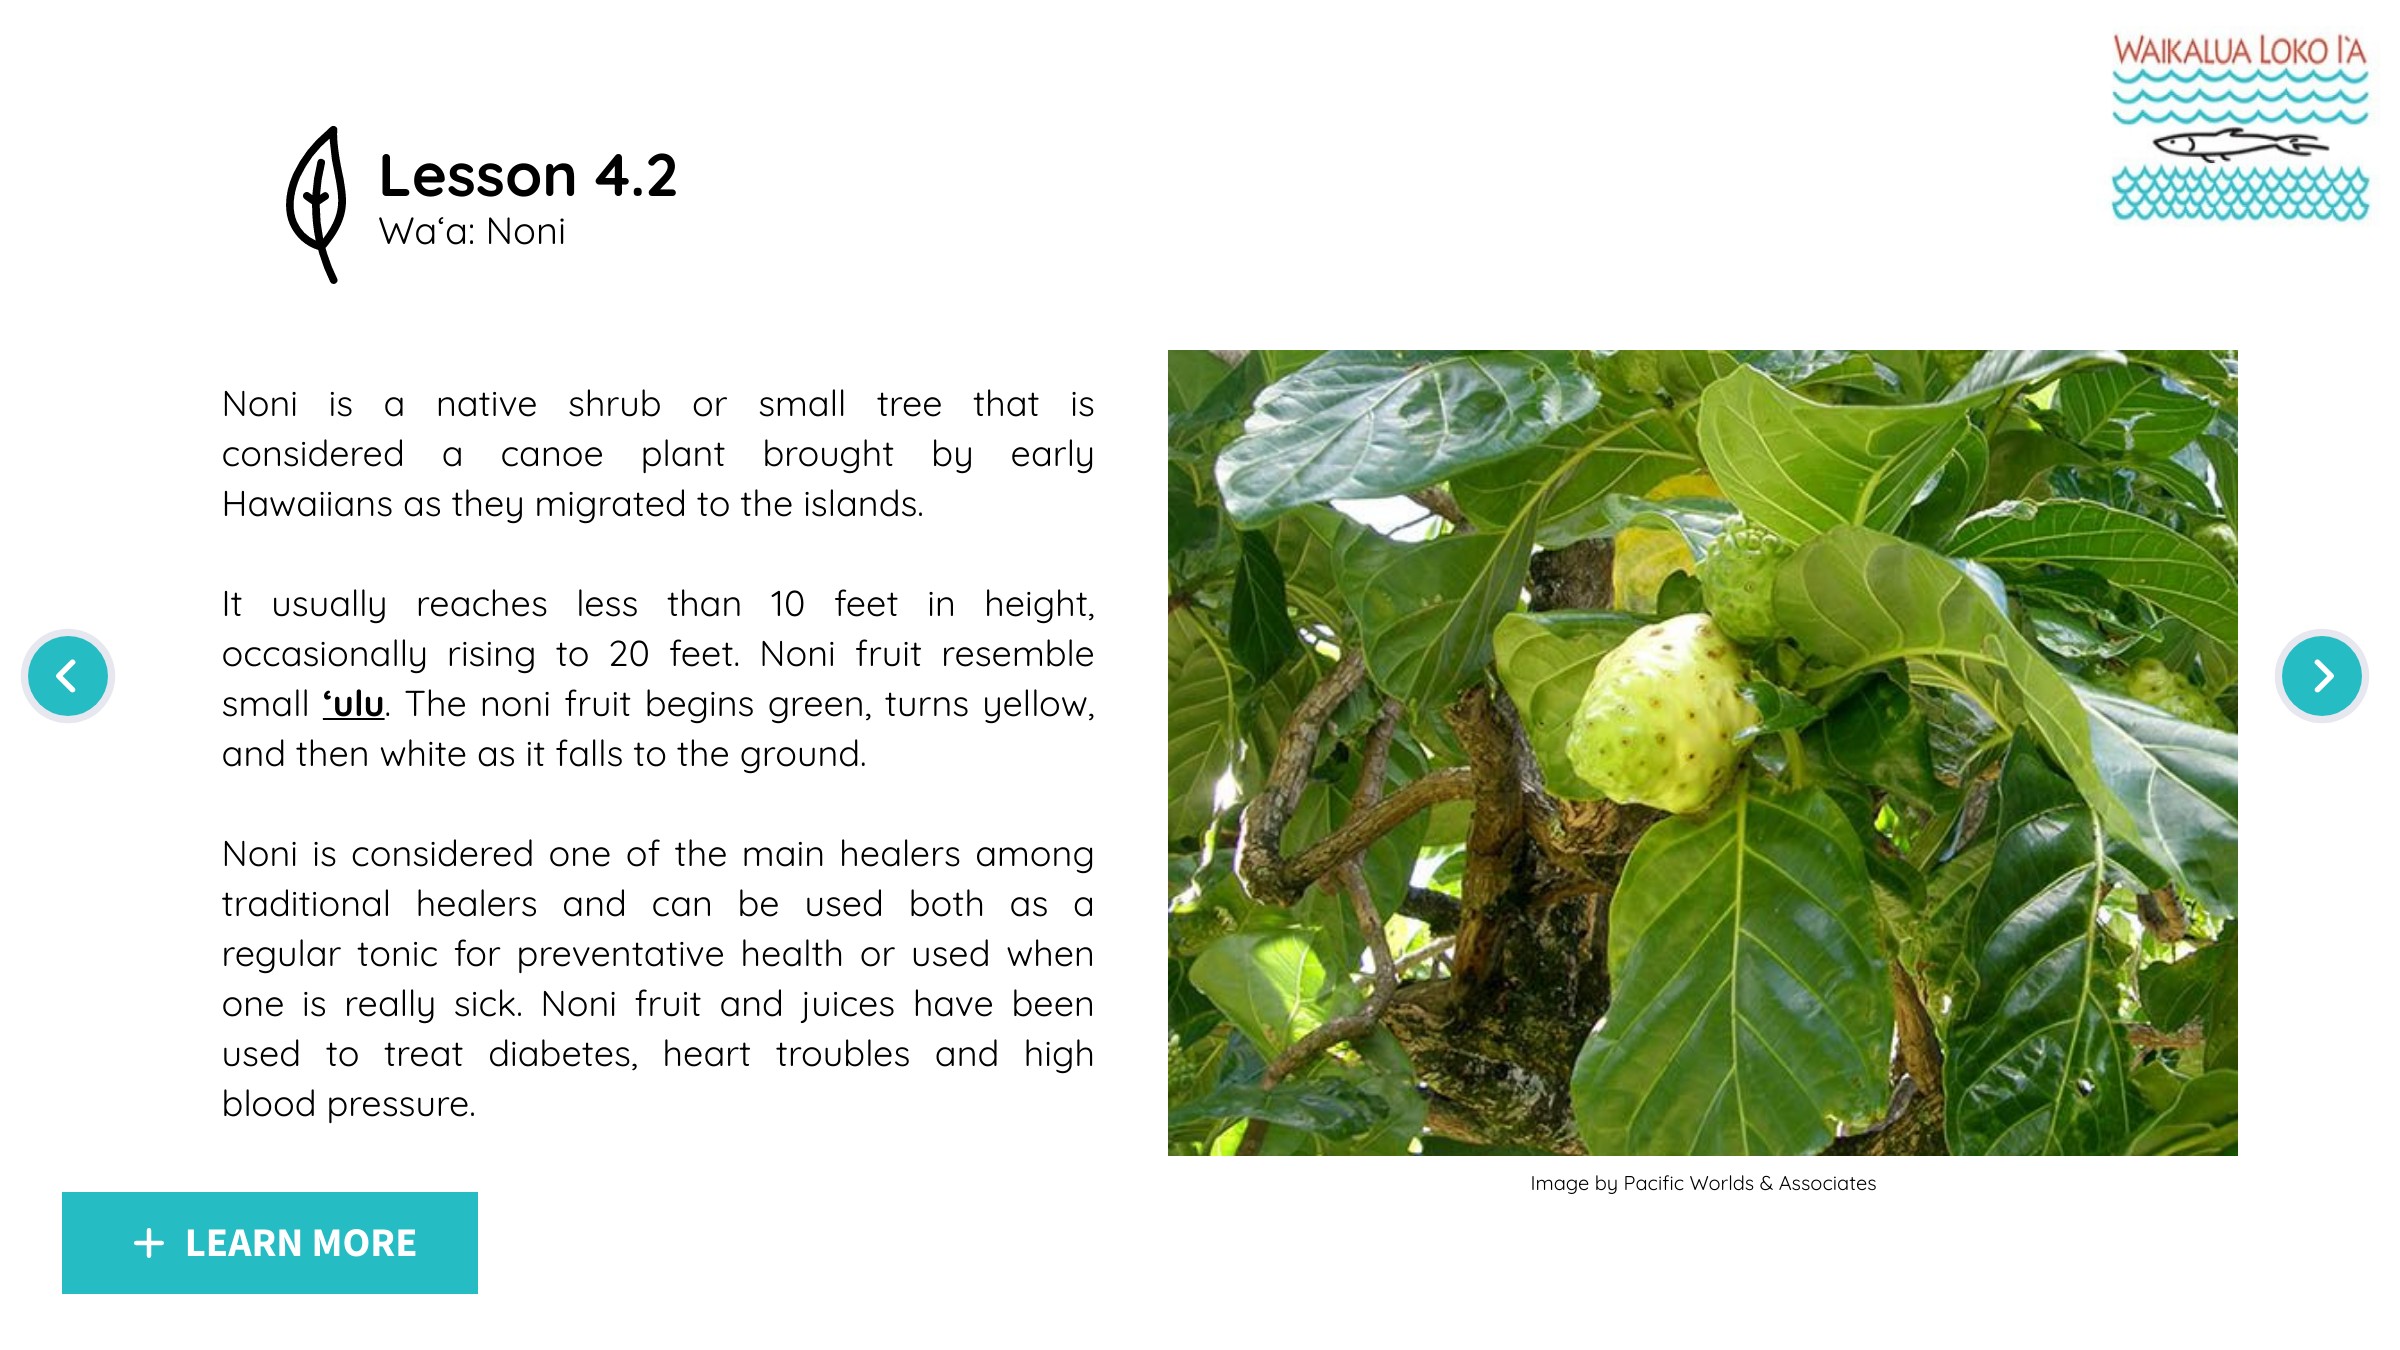 WAIKALUA LOKO I'A
Lesson 4.2
Waʻa: Noni
Noni is a native shrub or small tree that is
considered a canoe plant brought by early
Hawaiians as they migrated to the islands.
It usually reaches less than 10 feet in height,
occasionally rising to 20 feet. Noni fruit resemble
small ʻulu. The noni fruit begins green, turns yellow,
and then white as it falls to the ground.
Noni is considered one of the main healers among
traditional healers and can be used both as a
regular tonic for preventative health or used when
one is really sick. Noni fruit and juices have been
used to treat diabetes, heart troubles and high
blood pressure.
Image by Pacific Worlds & Associates
+ LEARN MORE